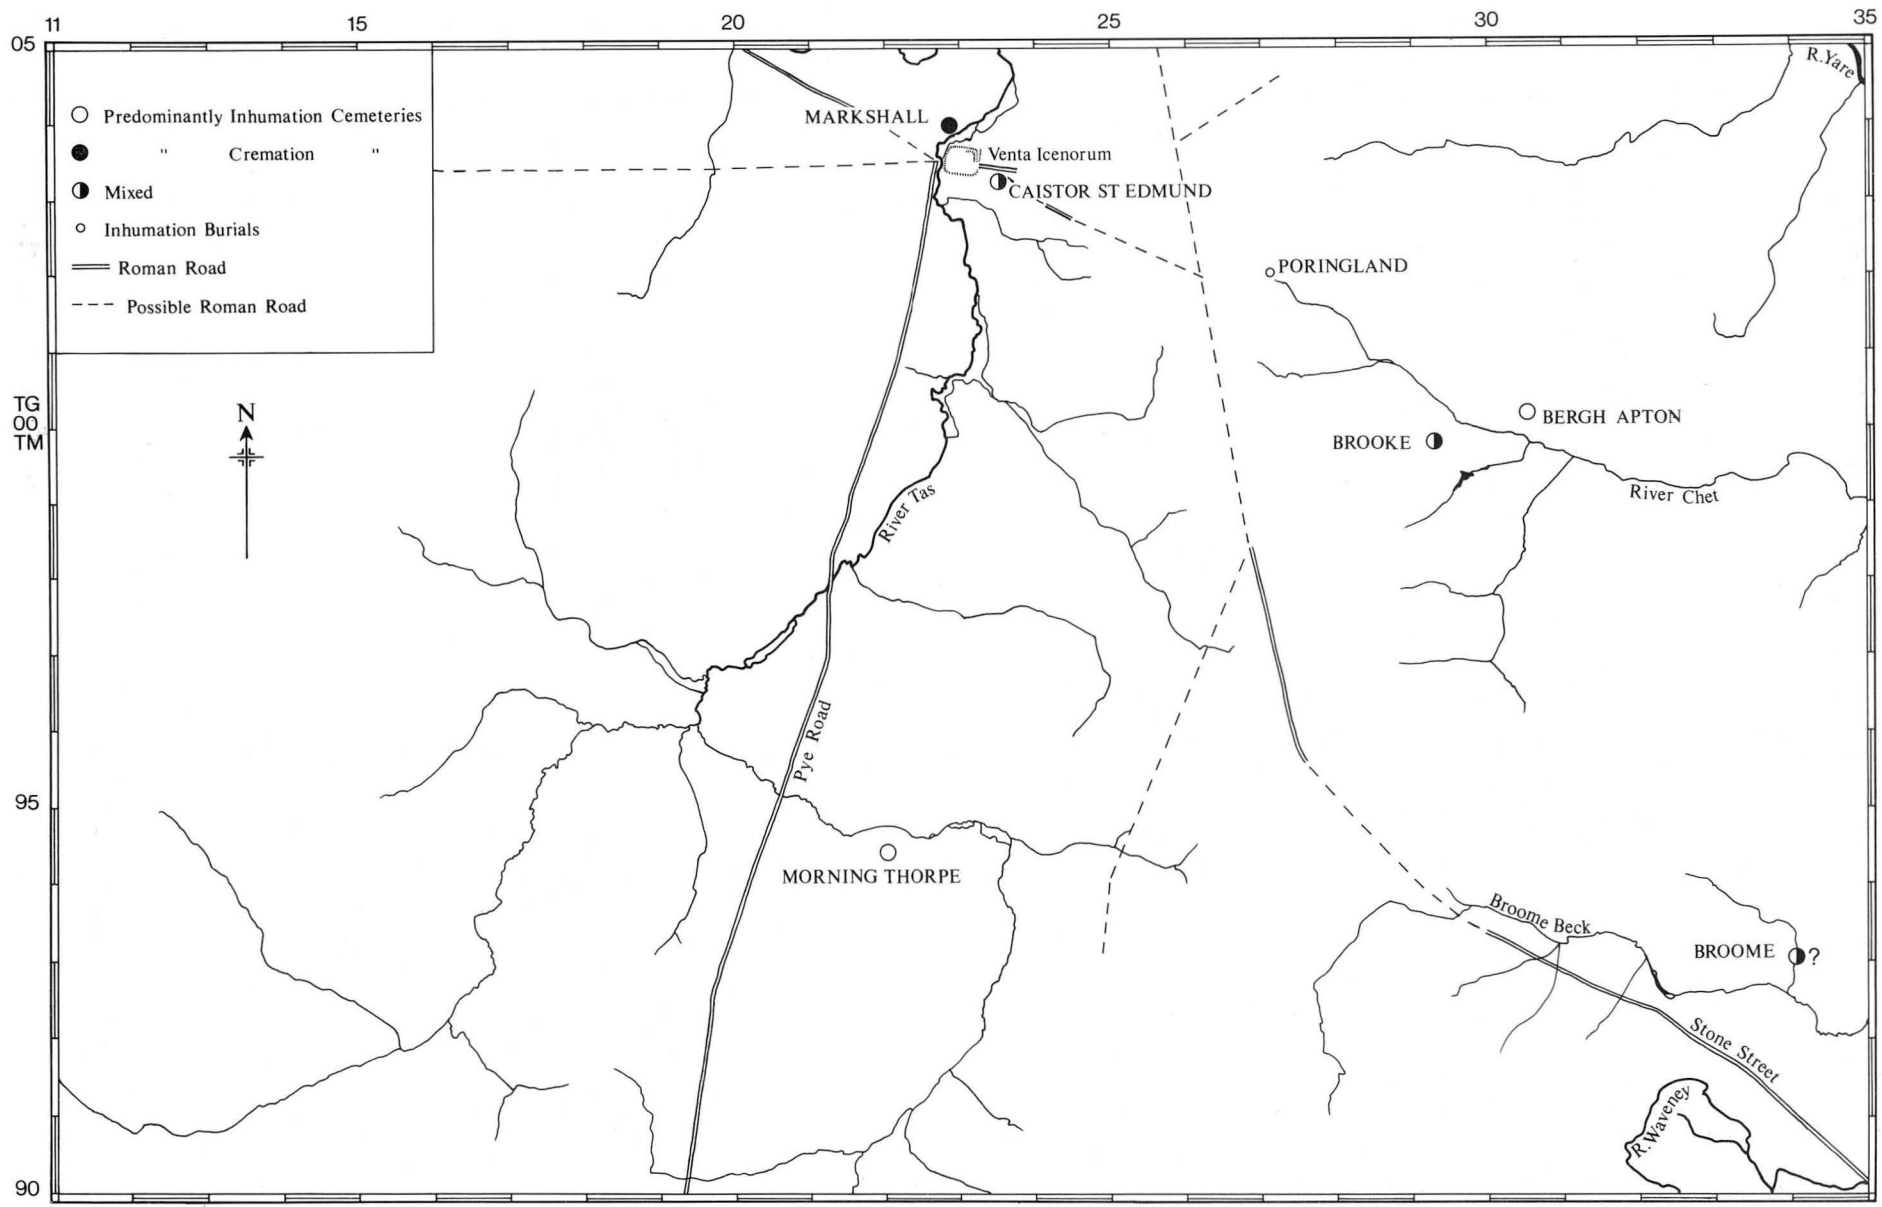 11 15 20 25 30 35
05
R.Yare
○ Predominantly Inhumation Cemeteries
● " Cremation "
◑ Mixed
○ Inhumation Burials
Roman Road
Possible Roman Road
MARKSHALL
Venta Icenorum
CAISTOR ST EDMUND
PORINGLAND
TG
00
TM
N
BERGH APTON
BROOKE
River Chet
River Tas
Pye Road
95
MORNING THORPE
Broome Beck
BROOME ?
Stone Street
R.Waveney
90